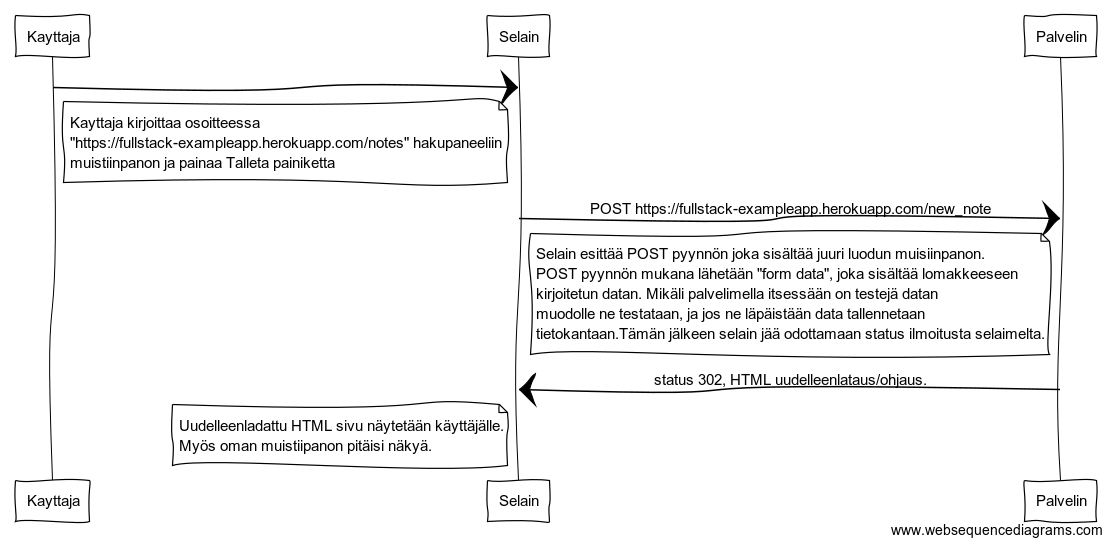 Kayttaja
Selain
Palvelin
Kayttaja kirjoittaa osoitteessa
"https://fullstack-exampleapp.herokuapp.com/notes" hakupaneeliin
muistiinpanon ja painaa Talleta painiketta
POST https://fullstack-exampleapp.herokuapp.com/new_note
Selain esittää POST pyynnön joka sisältää juuri luodun muisiinpanon.
POST pyynnön mukana lähetään "form data", joka sisältää lomakkeeseen
kirjoitetun datan. Mikäli palvelimella itsessään on testejä datan
muodolle ne testataan, ja jos ne läpäistään data tallennetaan
tietokantaan.Tämän jälkeen selain jää odottamaan status ilmoitusta selaimelta.
status 302, HTML uudelleenlataus/ohjaus.
Uudelleenladattu HTML sivu näytetään käyttäjälle.
Myös oman muistiipanon pitäisi näkyä.
Kayttaja
Selain
Palvelin
www.websequencediagrams.com